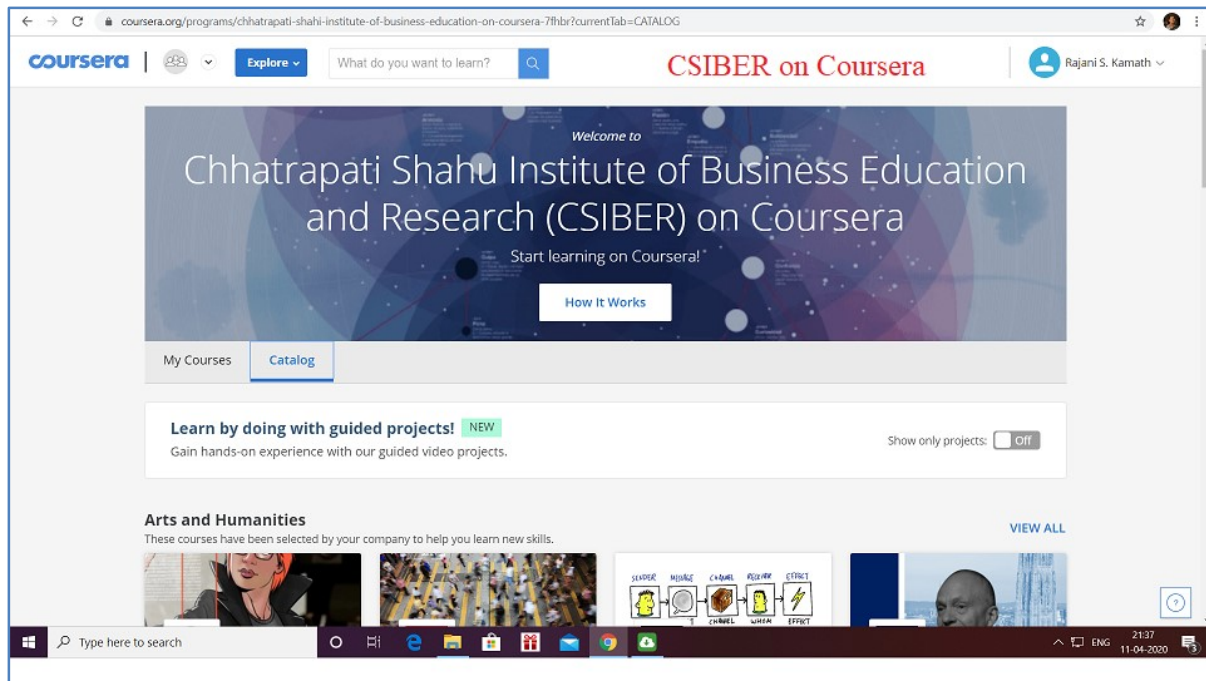 coursera.org/programs/chhatrapati-shahi-institute-of-business-education-on-coursera-7fhbr?currentTab=CATALOG
coursera
Explore
What do you want to learn?
CSIBER on Coursera
Rajani S. Kamath
Welcome to
Chhatrapati Shahu Institute of Business Education
and Research (CSIBER) on Coursera
Start learning on Coursera!
How It Works
My Courses
Catalog
Learn by doing with guided projects! NEW
Gain hands-on experience with our guided video projects.
Show only projects: Off
Arts and Humanities
These courses have been selected by your company to help you learn new skills.
VIEW ALL
SENDER MESSAGE CHANNEL RECEIVER EFFECT
CHANNEL WHOM EFFECT
Type here to search
ENG
21:37
11-04-2020
3